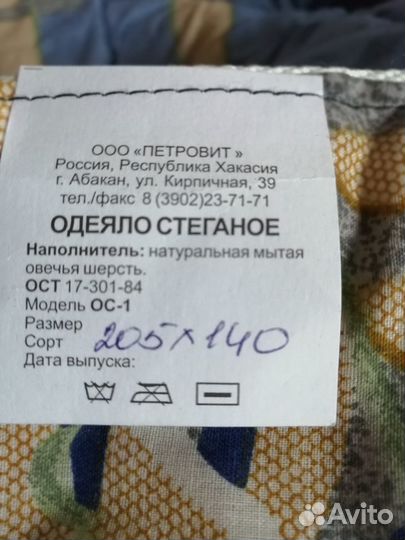 ООО «ПЕТРОВИТ »
Россия, Республика Хакасия
г. Абакан, ул. Кирпичная, 39
тел./факс 8 (3902)23-71-71
ОДЕЯЛО СТЕГАНОЕ
Наполнитель: натуральная мытая
овечья шерсть.
ОСТ 17-301-84
Модель ОС-1
Размер 205х140
Сорт
Дата выпуска:
Avito